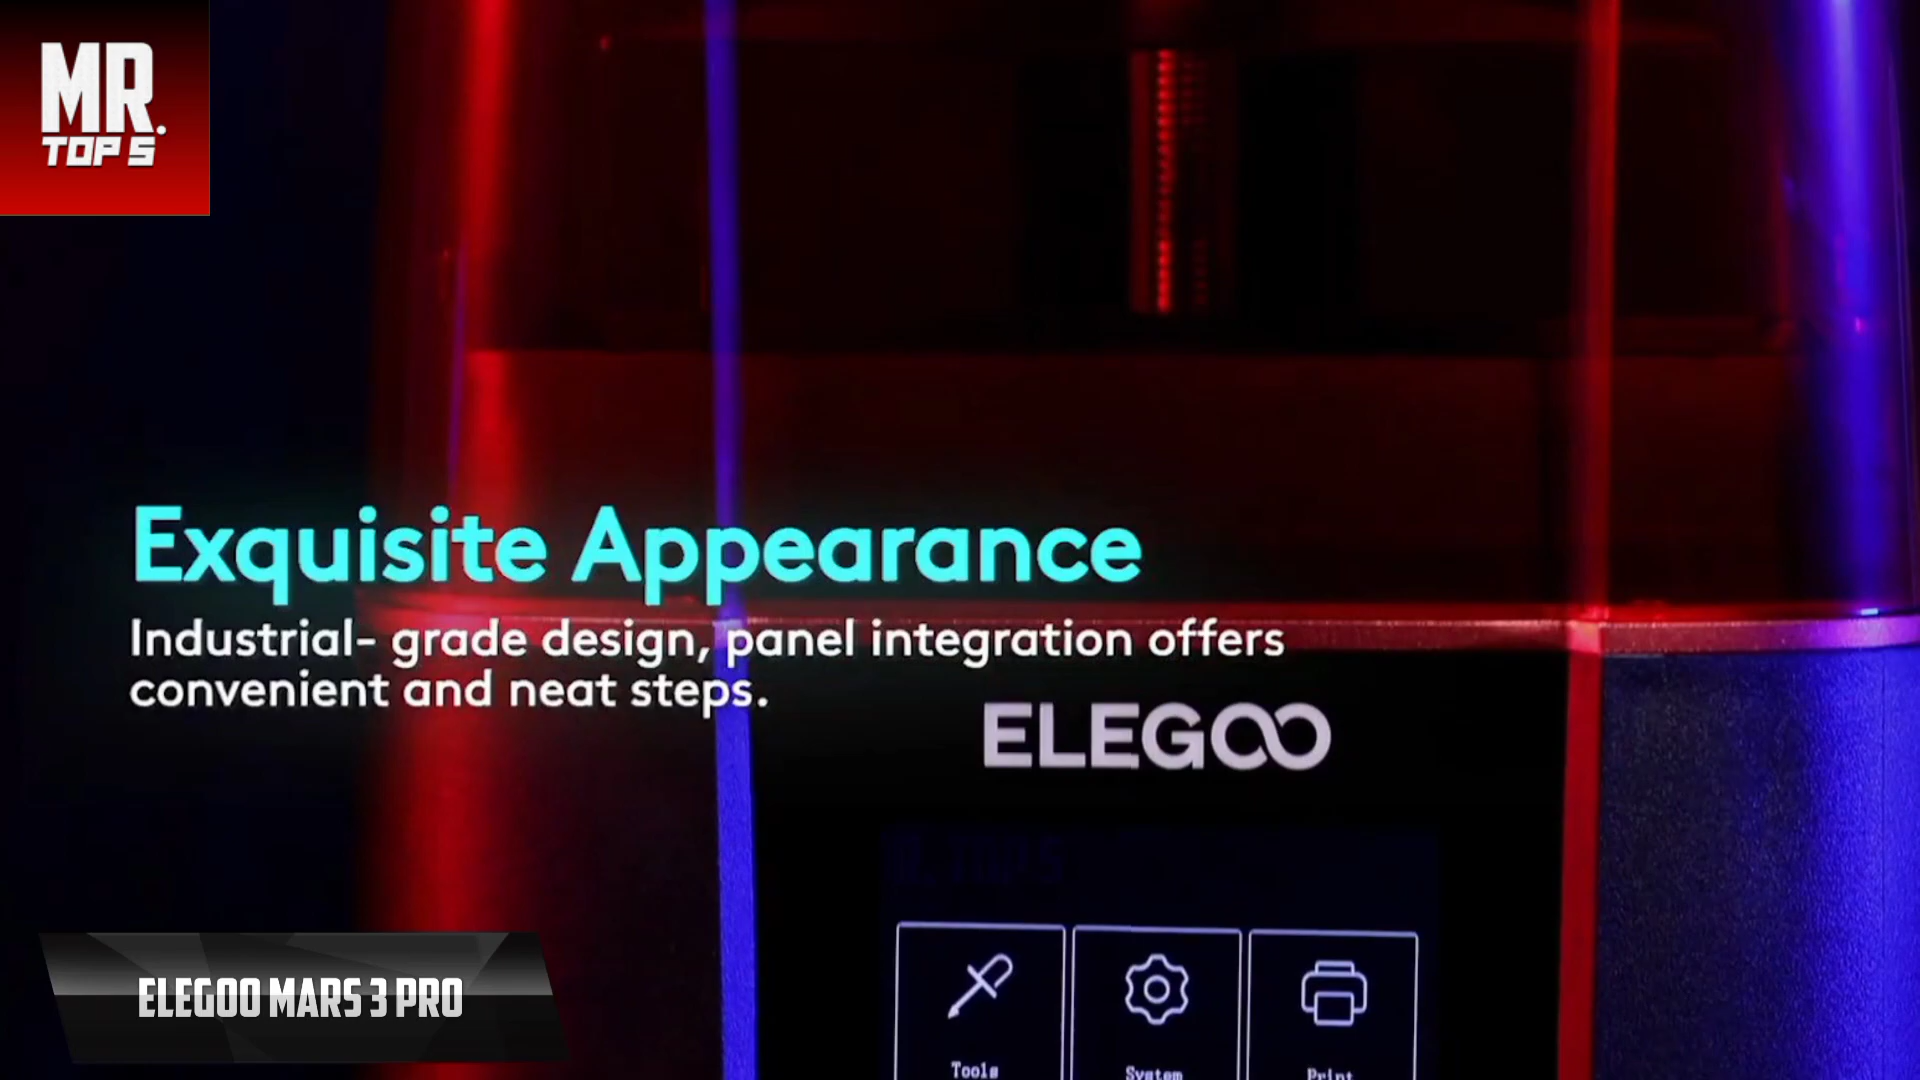 MR.
TOP 5
Exquisite Appearance
Industrial- grade design, panel integration offers
convenient and neat steps.
ELEGOO
ELEGOO MARS 3 PRO
Tools
System
Print